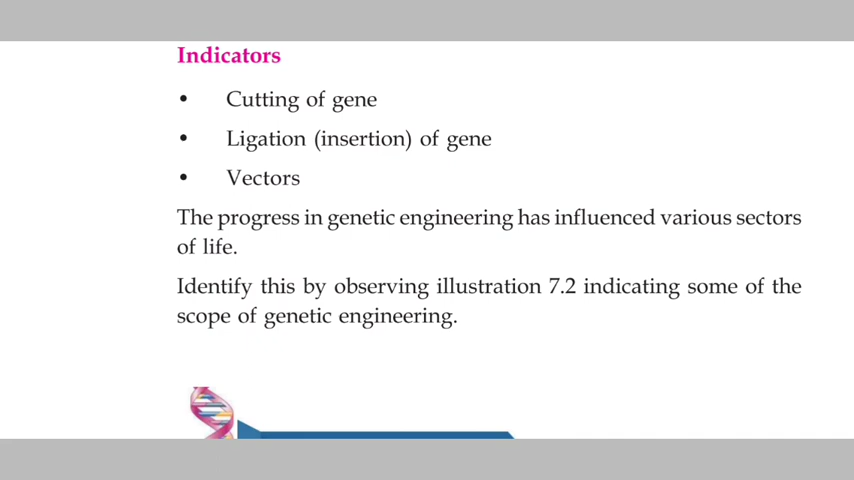 Indicators
• Cutting of gene
• Ligation (insertion) of gene
• Vectors
The progress in genetic engineering has influenced various sectors
of life.
Identify this by observing illustration 7.2 indicating some of the
scope of genetic engineering.